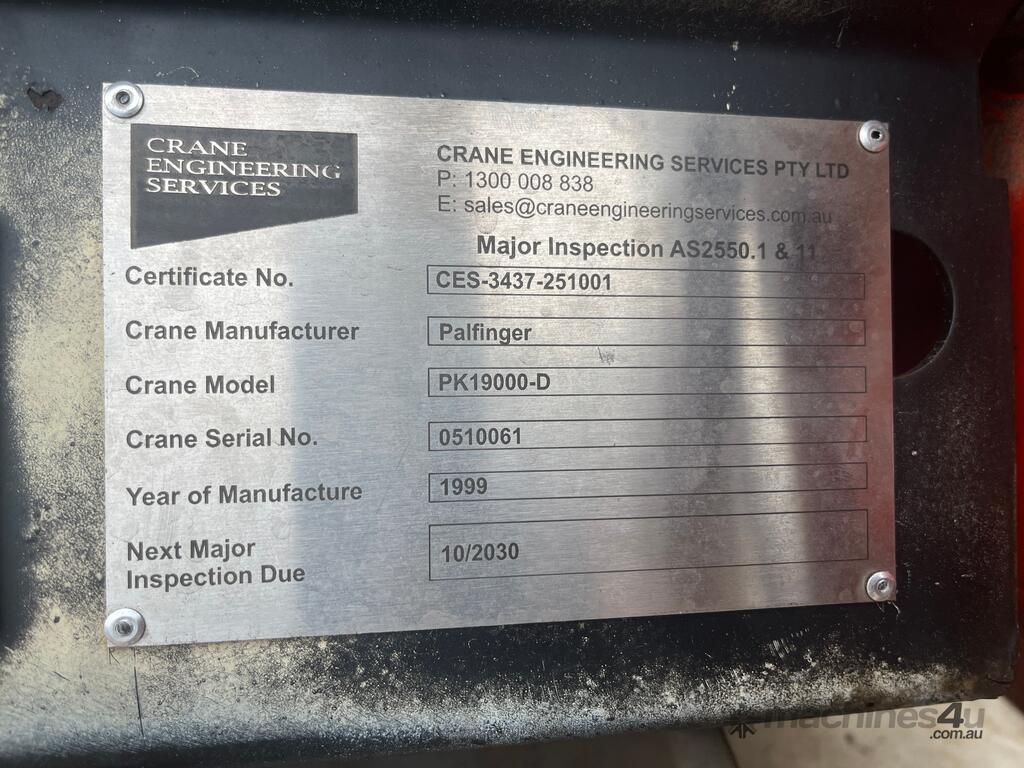 CRANE
ENGINEERING
SERVICES
CRANE ENGINEERING SERVICES PTY LTD
P: 1300 008 838
E: sales@craneengineeringservices.com.au
Major Inspection AS2550.1 & 11
Certificate No. CES-3437-251001
Crane Manufacturer Palfinger
Crane Model PK19000-D
Crane Serial No. 0510061
Year of Manufacture 1999
Next Major
Inspection Due 10/2030
machines4u
.com.au